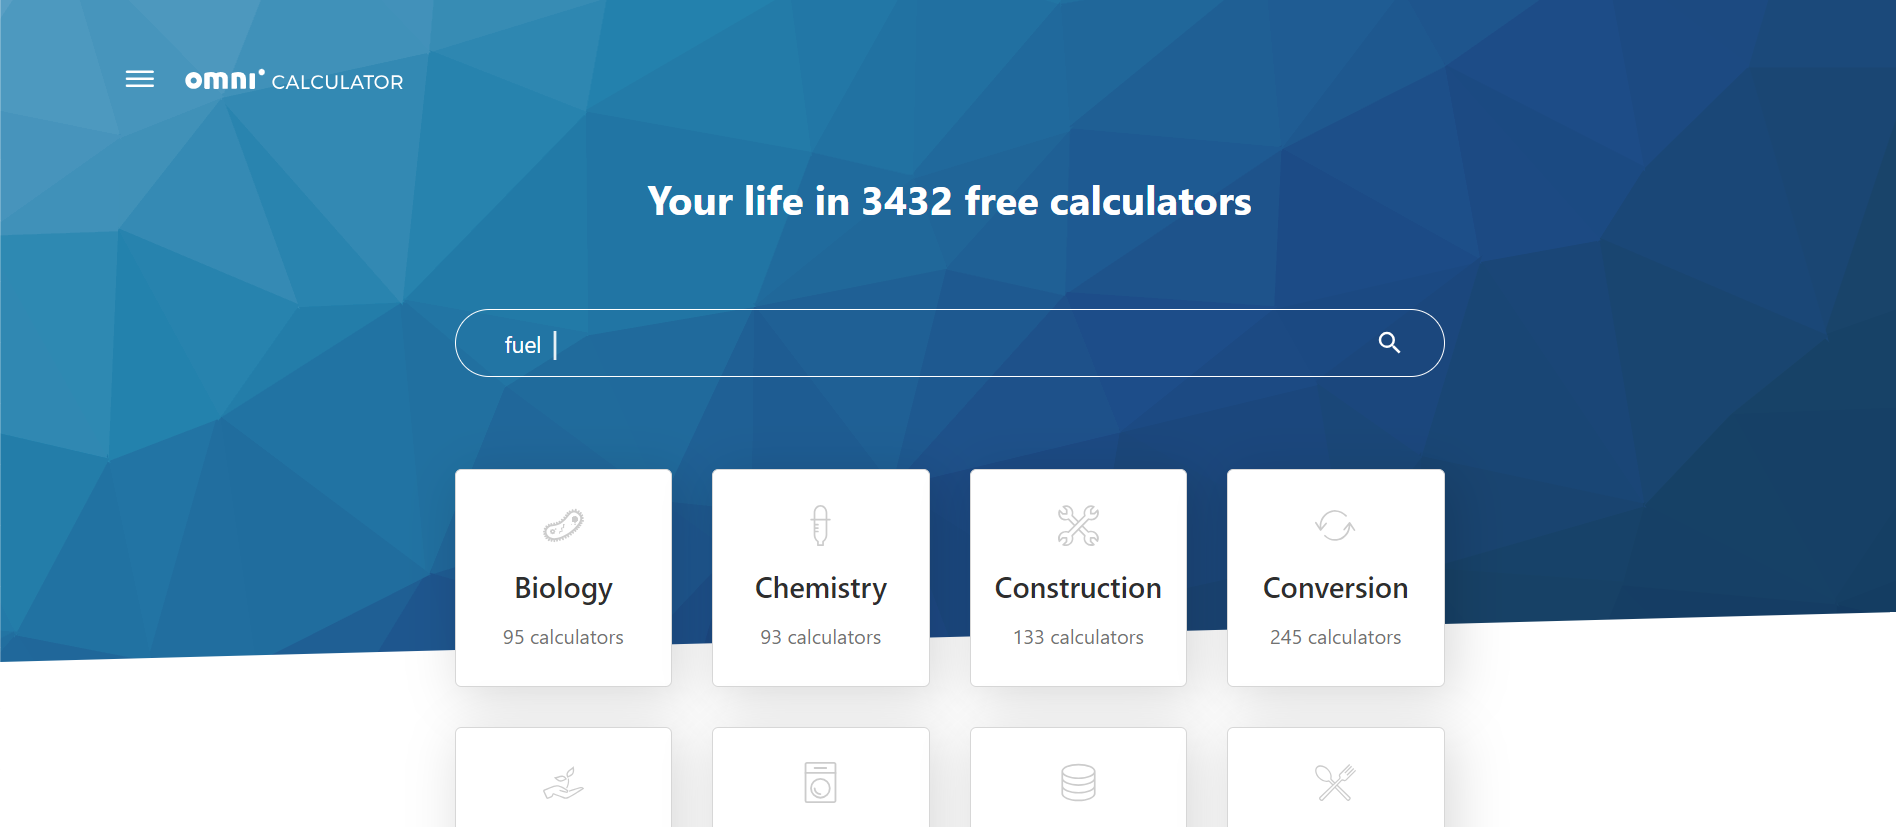 omni CALCULATOR
Your life in 3432 free calculators
fuel
Biology
95 calculators
Chemistry
93 calculators
Construction
133 calculators
Conversion
245 calculators